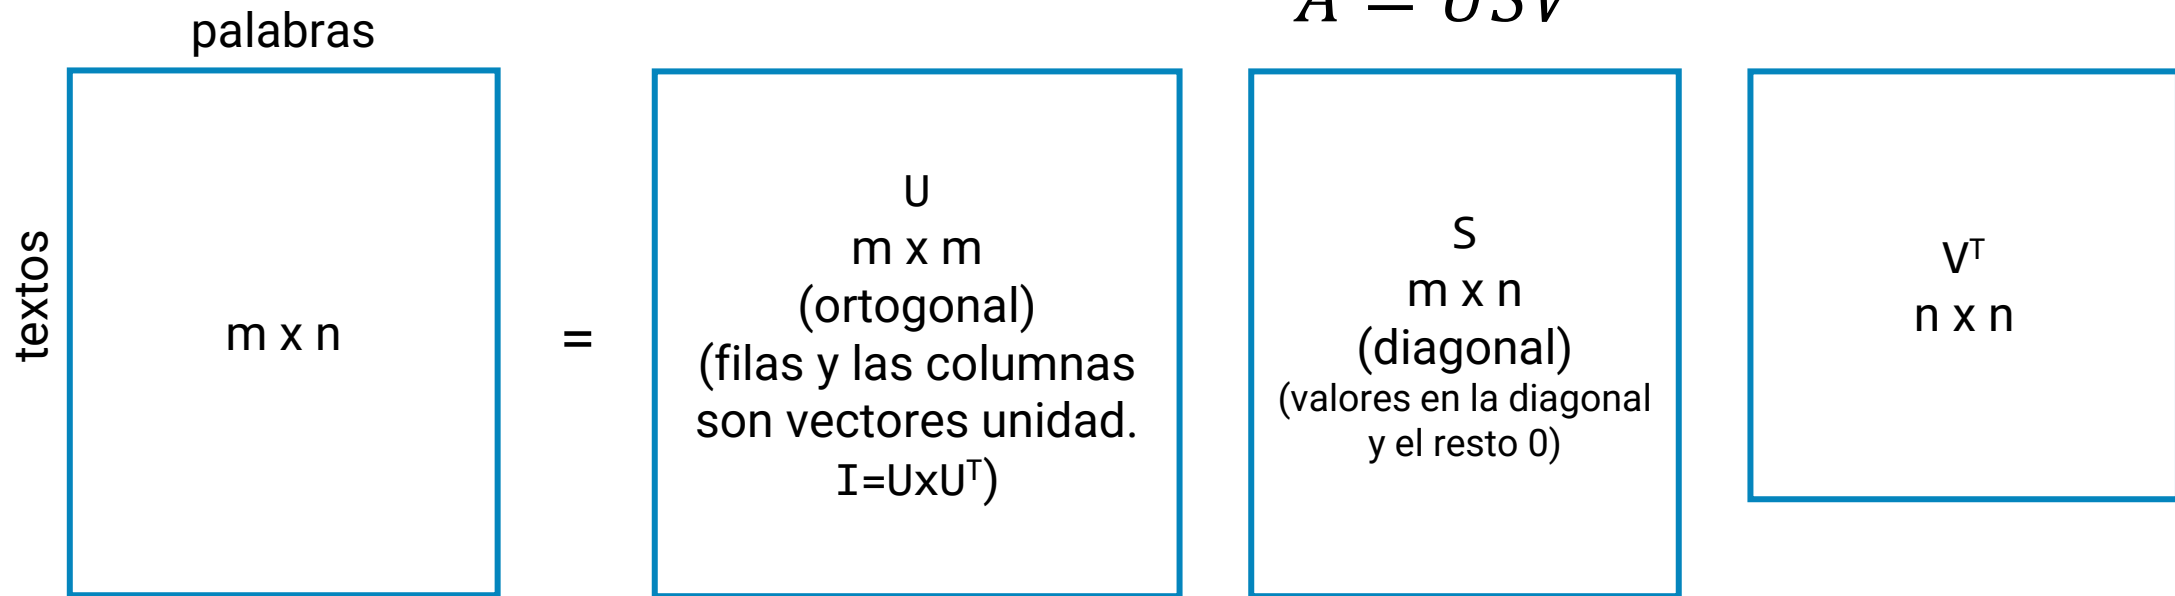 palabras
A = USV
textos
m x n
=
U
m x m
(ortogonal)
(filas y las columnas
son vectores unidad.
I=UxUᵀ)
S
m x n
(diagonal)
(valores en la diagonal
y el resto 0)
Vᵀ
n x n